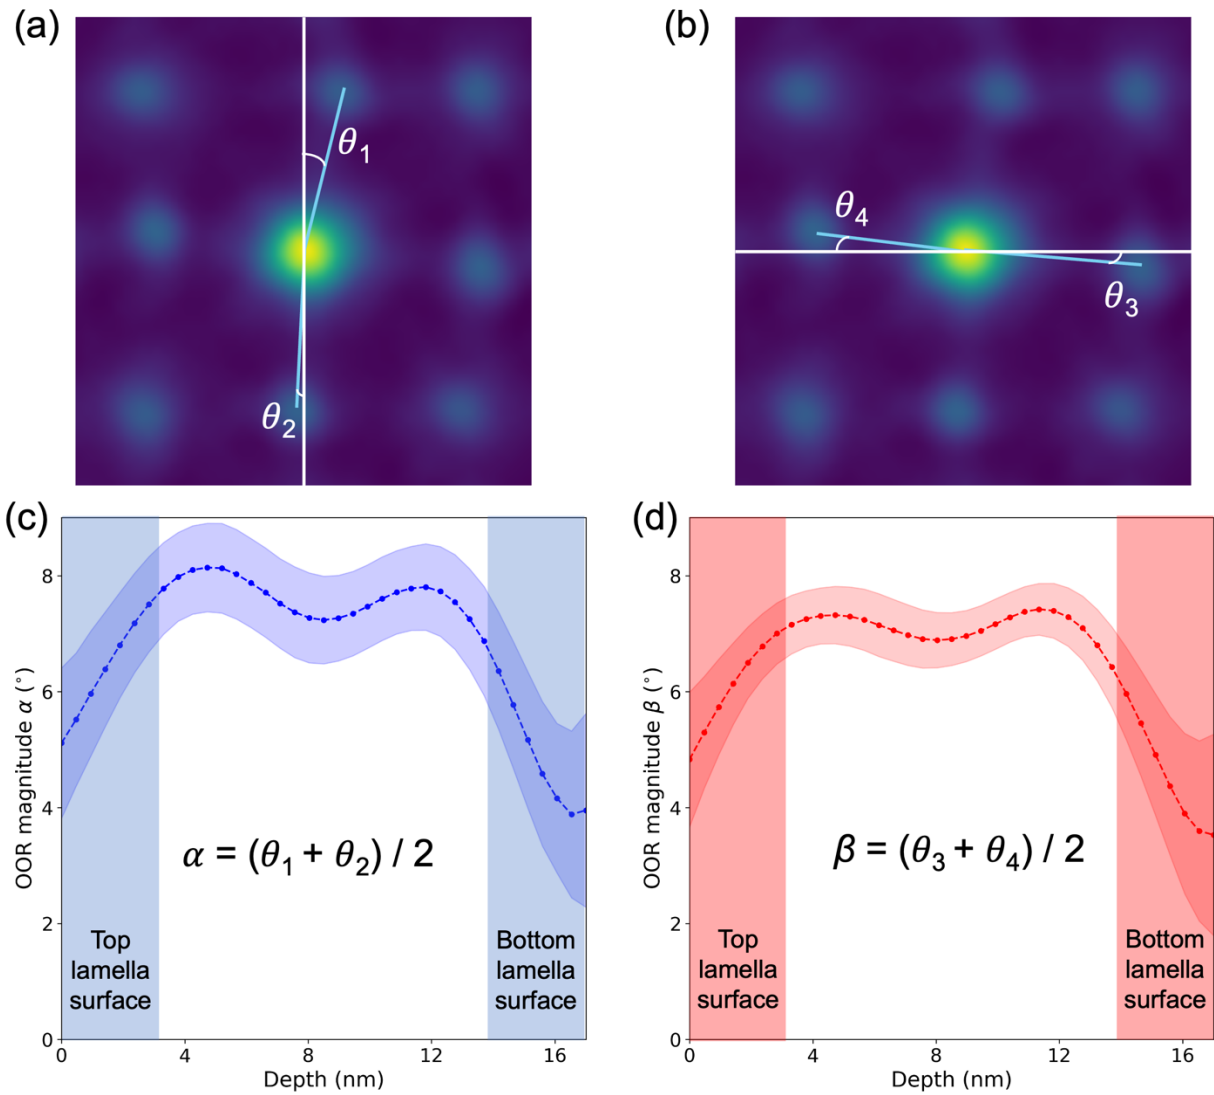 (a)
(b)
θ1
θ2
θ4
θ3
(c)
(d)
OOR magnitude α (°)
8
6
4
2
0
α = (θ1 + θ2) / 2
Top
lamella
surface
Bottom
lamella
surface
0
4
8
12
16
Depth (nm)
OOR magnitude β (°)
8
6
4
2
0
β = (θ3 + θ4) / 2
Top
lamella
surface
Bottom
lamella
surface
0
4
8
12
16
Depth (nm)